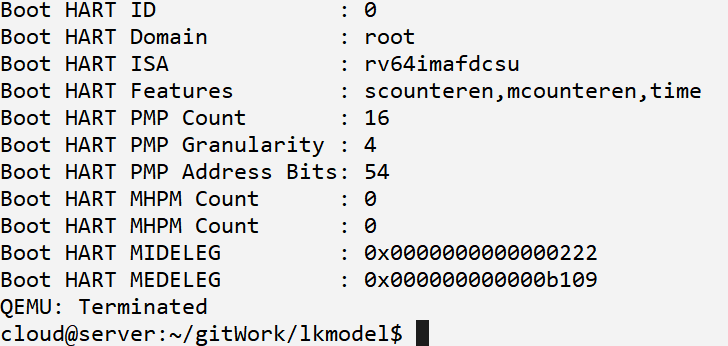 Boot HART ID              : 0
Boot HART Domain          : root
Boot HART ISA             : rv64imafdcsu
Boot HART Features        : scounteren,mcounteren,time
Boot HART PMP Count       : 16
Boot HART PMP Granularity : 4
Boot HART PMP Address Bits: 54
Boot HART MHPM Count      : 0
Boot HART MHPM Count      : 0
Boot HART MIDELEG         : 0x0000000000000222
Boot HART MEDELEG         : 0x000000000000b109
QEMU: Terminated
cloud@server:~/gitWork/lkmodel$